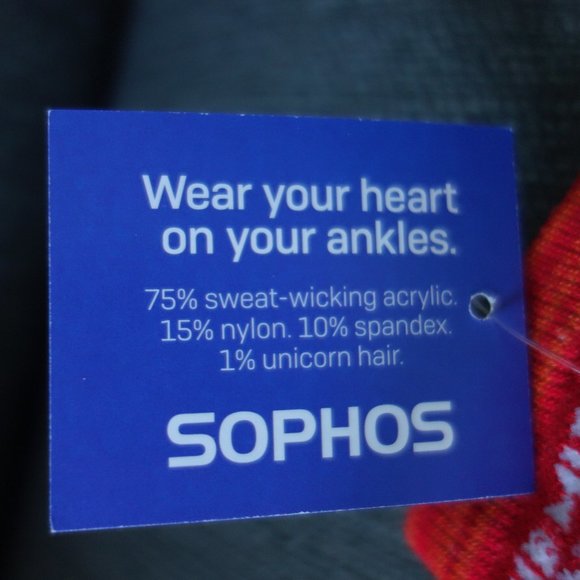 Wear your heart
on your ankles.
75% sweat-wicking acrylic.
15% nylon. 10% spandex.
1% unicorn hair.
SOPHOS